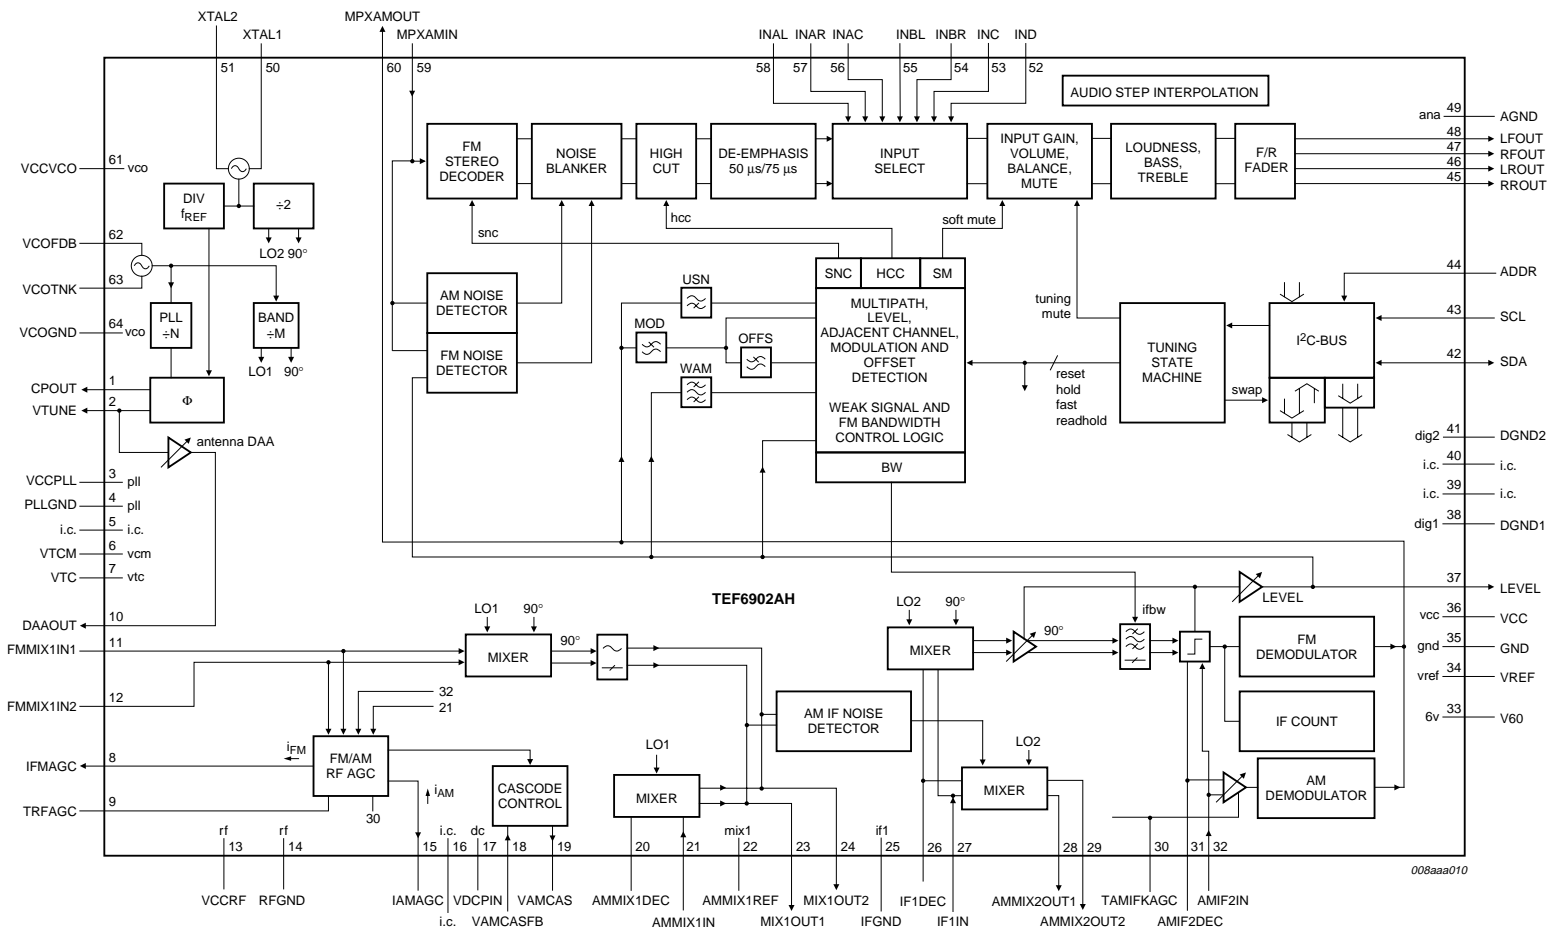 XTAL2
XTAL1
MPXAMOUT
MPXAMIN
INAL
INAR
INAC
INBL
INBR
INC
IND
51
50
60
59
58
57
56
55
54
53
52
AUDIO STEP INTERPOLATION
VCCVCO
61
vco
VCOFDB
62
VCOTNK
63
VCOGND
64
vco
CPOUT
1
VTUNE
2
VCCPLL
3
pll
PLLGND
4
pll
i.c.
5
i.c.
VTCM
6
vcm
VTC
7
vtc
DAAOUT
10
FMMIX1IN1
11
FMMIX1IN2
12
IFMAGC
8
TRFAGC
9
DIV
fREF
÷2
LO2 90°
PLL
÷N
BAND
÷M
LO1 90°
Φ
antenna DAA
FM
STEREO
DECODER
NOISE
BLANKER
HIGH
CUT
DE-EMPHASIS
50 μs/75 μs
INPUT
SELECT
INPUT GAIN,
VOLUME,
BALANCE,
MUTE
LOUDNESS,
BASS,
TREBLE
F/R
FADER
ana
49
AGND
48
LFOUT
47
RFOUT
46
LROUT
45
RROUT
snc
hcc
soft mute
AM NOISE
DETECTOR
FM NOISE
DETECTOR
USN
MOD
OFFS
WAM
SNC
HCC
SM
MULTIPATH,
LEVEL,
ADJACENT CHANNEL,
MODULATION AND
OFFSET
DETECTION
WEAK SIGNAL AND
FM BANDWIDTH
CONTROL LOGIC
BW
tuning
mute
reset
hold
fast
readhold
TUNING
STATE
MACHINE
swap
I2C-BUS
44
ADDR
43
SCL
42
SDA
dig2
41
DGND2
i.c.
40
i.c.
i.c.
39
i.c.
dig1
38
DGND1
37
LEVEL
vcc
36
VCC
gnd
35
GND
vref
34
VREF
6v
33
V60
TEF6902AH
LO1
90°
MIXER
90°
LO2
90°
MIXER
90°
ifbw
LEVEL
FM
DEMODULATOR
IF COUNT
AM
DEMODULATOR
32
21
FM/AM
RF AGC
iFM
iAM
30
CASCODE
CONTROL
LO1
MIXER
AM IF NOISE
DETECTOR
LO2
MIXER
rf
13
rf
14
15
i.c.
16
dc
17
18
19
20
21
mix1
22
23
24
if1
25
26
27
28
29
30
31
32
VCCRF
RFGND
IAMAGC
i.c.
VDCPIN
VAMCASFB
VAMCAS
AMMIX1DEC
AMMIX1IN
AMMIX1REF
MIX1OUT1
MIX1OUT2
IFGND
IF1DEC
IF1IN
AMMIX2OUT1
AMMIX2OUT2
TAMIFKAGC
AMIF2DEC
AMIF2IN
008aaa010